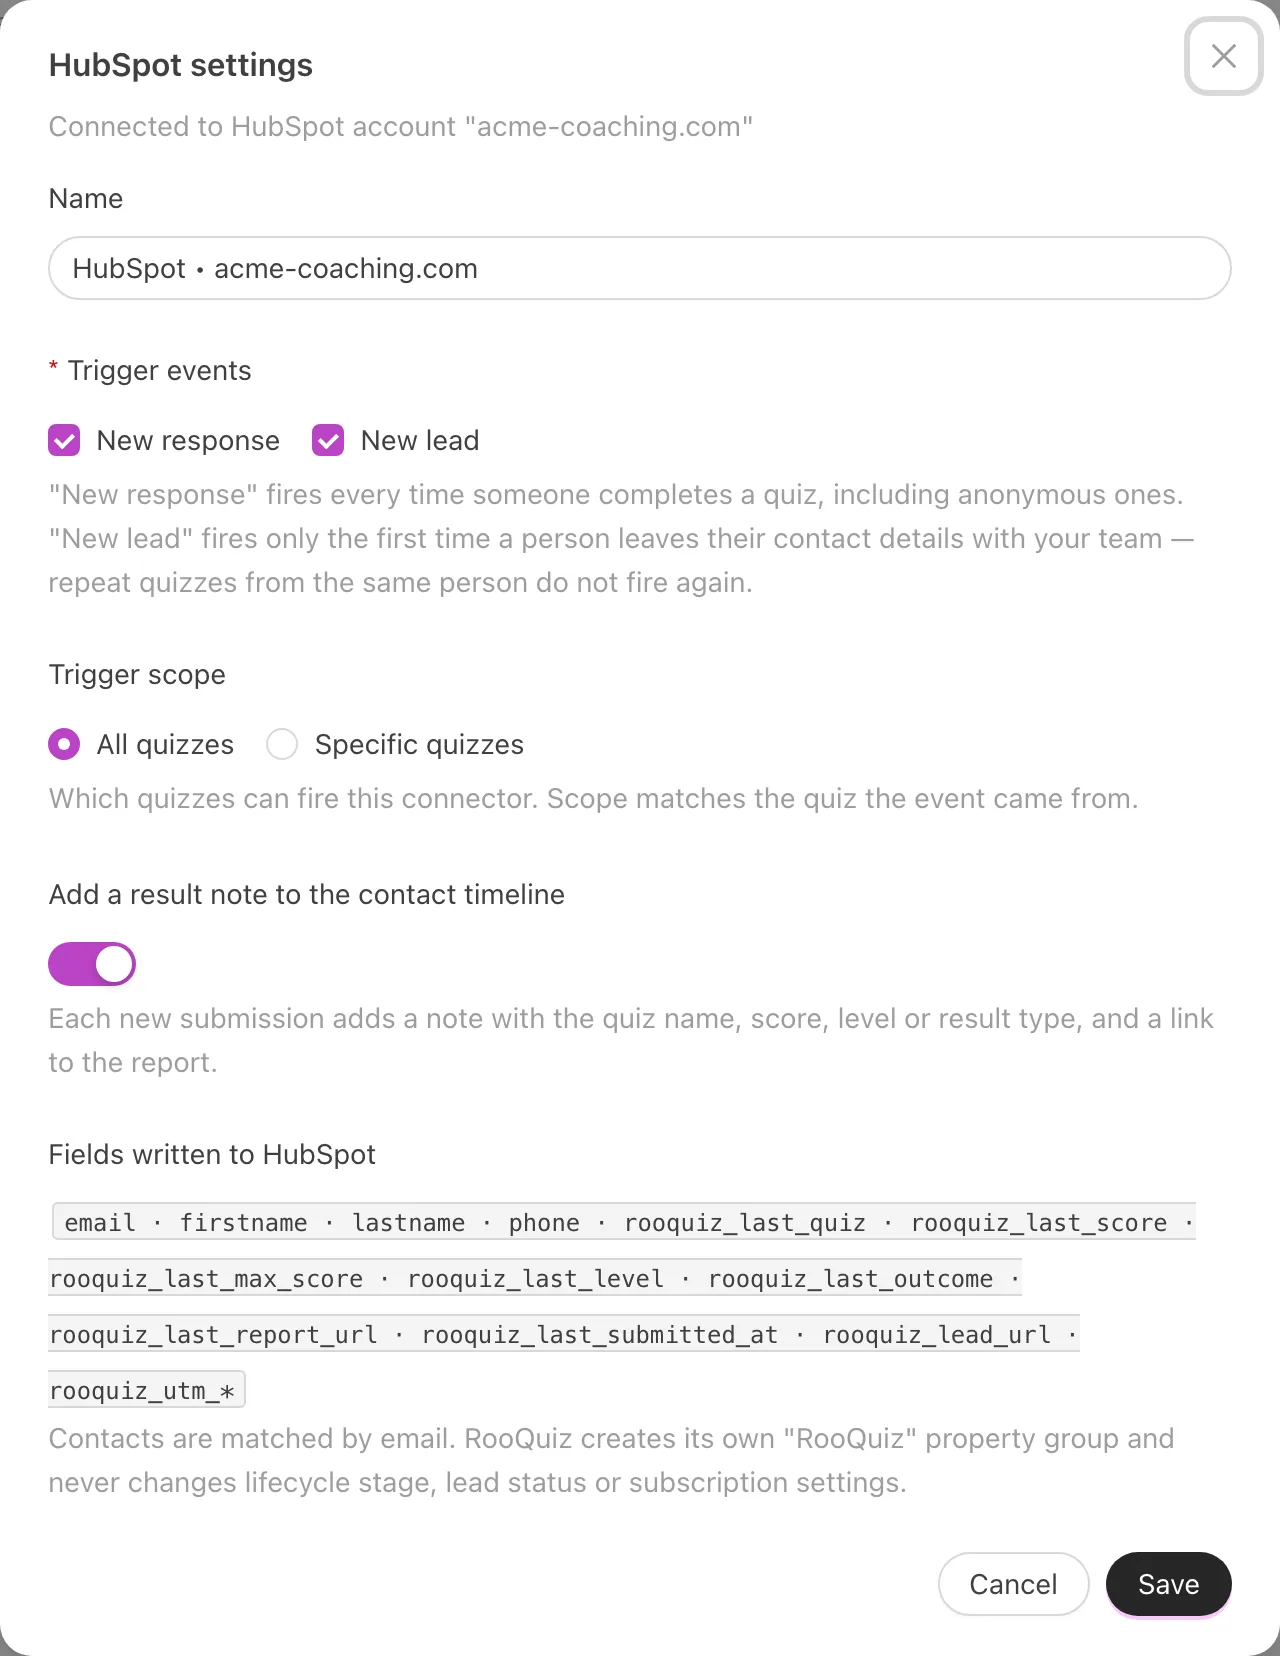 HubSpot settings
Connected to HubSpot account "acme-coaching.com"
Name
HubSpot • acme-coaching.com
* Trigger events
New response New lead
"New response" fires every time someone completes a quiz, including anonymous ones.
"New lead" fires only the first time a person leaves their contact details with your team —
repeat quizzes from the same person do not fire again.
Trigger scope
All quizzes Specific quizzes
Which quizzes can fire this connector. Scope matches the quiz the event came from.
Add a result note to the contact timeline
Each new submission adds a note with the quiz name, score, level or result type, and a link
to the report.
Fields written to HubSpot
email · firstname · lastname · phone · rooquiz_last_quiz · rooquiz_last_score ·
rooquiz_last_max_score · rooquiz_last_level · rooquiz_last_outcome ·
rooquiz_last_report_url · rooquiz_last_submitted_at · rooquiz_lead_url ·
rooquiz_utm_*
Contacts are matched by email. RooQuiz creates its own "RooQuiz" property group and
never changes lifecycle stage, lead status or subscription settings.
Cancel Save